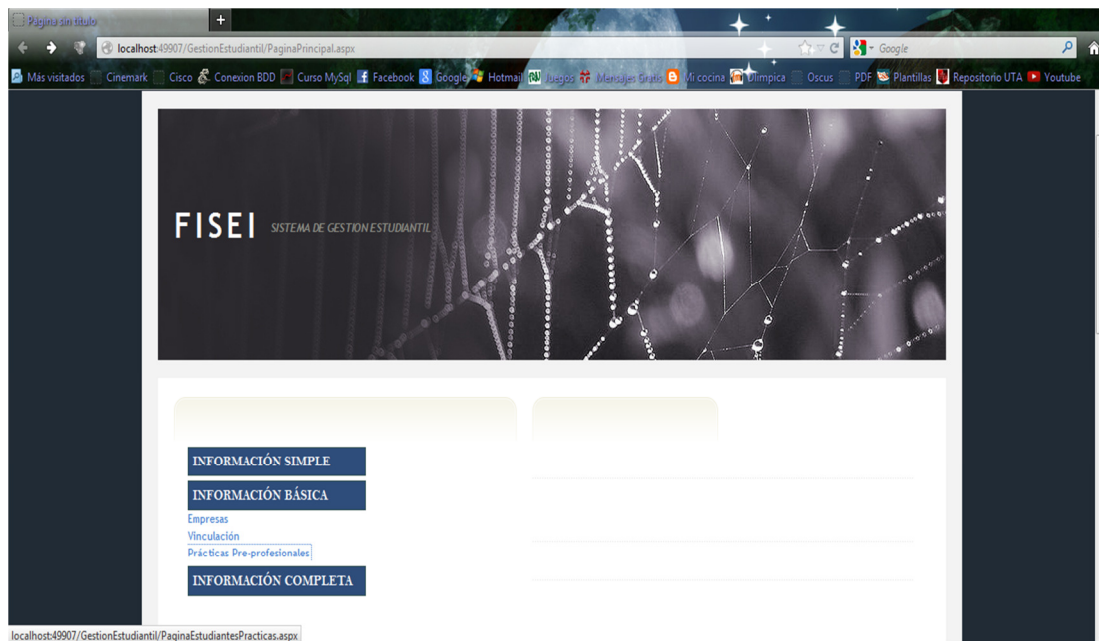 Página sin título
+
localhost:49907/GestionEstudiantil/PaginaPrincipal.aspx
Google
Más visitados Cinemark Cisco Conexion BDD Curso MySql Facebook Google Hotmail Juegos Mensajes Gratis Mi cocina Olimpica Oscus PDF Plantillas Repositorio UTA Youtube
FISEI SISTEMA DE GESTION ESTUDIANTIL
INFORMACIÓN SIMPLE
INFORMACIÓN BÁSICA
Empresas
Vinculación
Prácticas Pre-profesionales
INFORMACIÓN COMPLETA
localhost:49907/GestionEstudiantil/PaginaEstudiantesPracticas.aspx